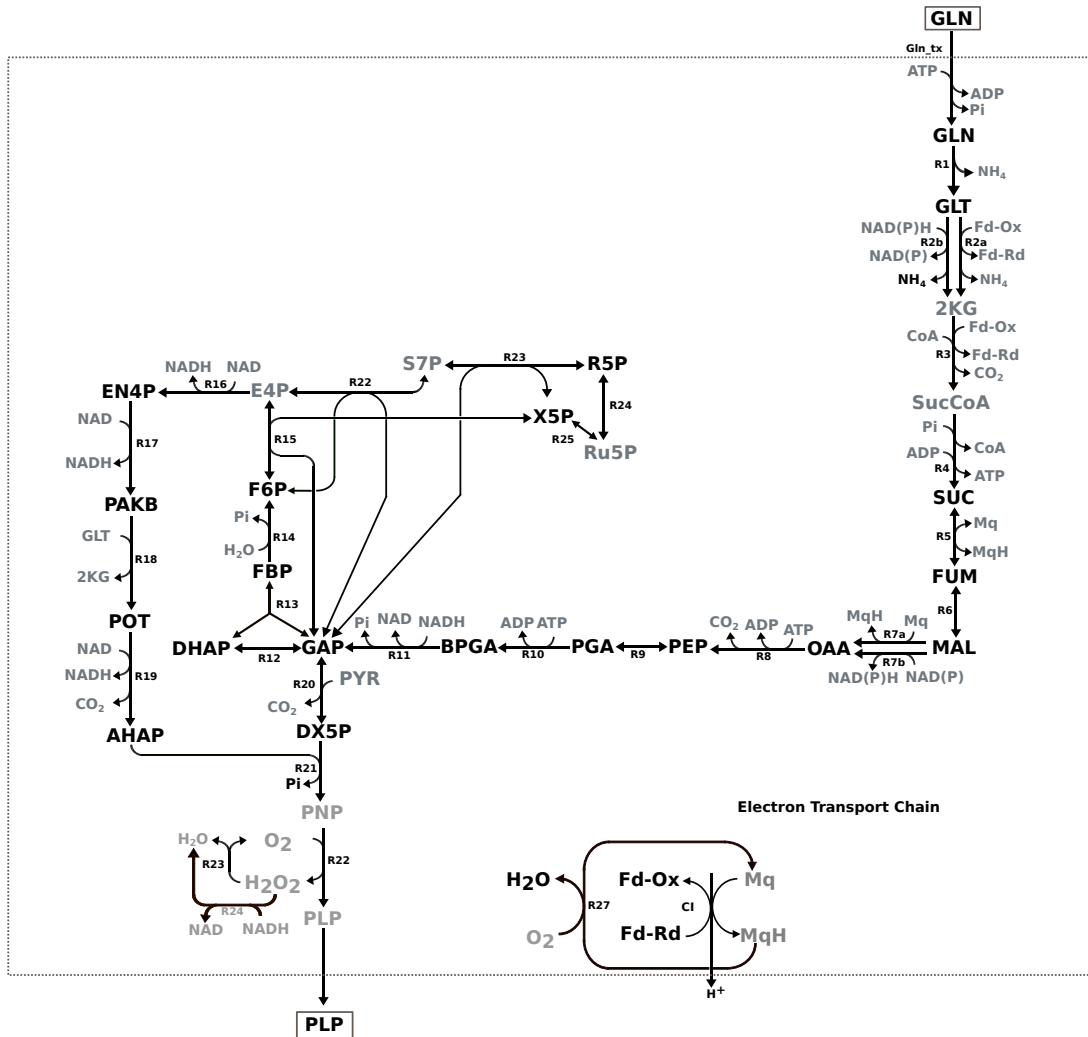 GLN
Gln_tx
ATP
ADP
Pi
GLN
R1
NH4
GLT
NAD(P)H
Fd-Ox
R2b
R2a
NAD(P)
Fd-Rd
NH4
NH4
2KG
Fd-Ox
CoA
R3
Fd-Rd
CO2
SucCoA
Pi
CoA
ADP
R4
ATP
SUC
Mq
R5
MqH
FUM
R6
MqH
Mq
R7a
MAL
R7b
NAD(P)H
NAD(P)
OAA
CO2
ADP
ATP
R8
PEP
R9
PGA
ADP
ATP
R10
BPGA
Pi
NAD
NADH
R11
GAP
R12
DHAP
R13
FBP
H2O
R14
Pi
F6P
R15
E4P
R22
S7P
R23
R5P
R24
X5P
R25
Ru5P
NADH
NAD
R16
EN4P
NAD
R17
NADH
PAKB
GLT
R18
2KG
POT
NAD
NADH
R19
CO2
AHAP
R20
PYR
CO2
DX5P
R21
Pi
PNP
H2O
O2
R23
R22
H2O2
R24
NAD
NADH
PLP
PLP
Electron Transport Chain
H2O
Fd-Ox
Mq
R27
CI
O2
Fd-Rd
MqH
H+